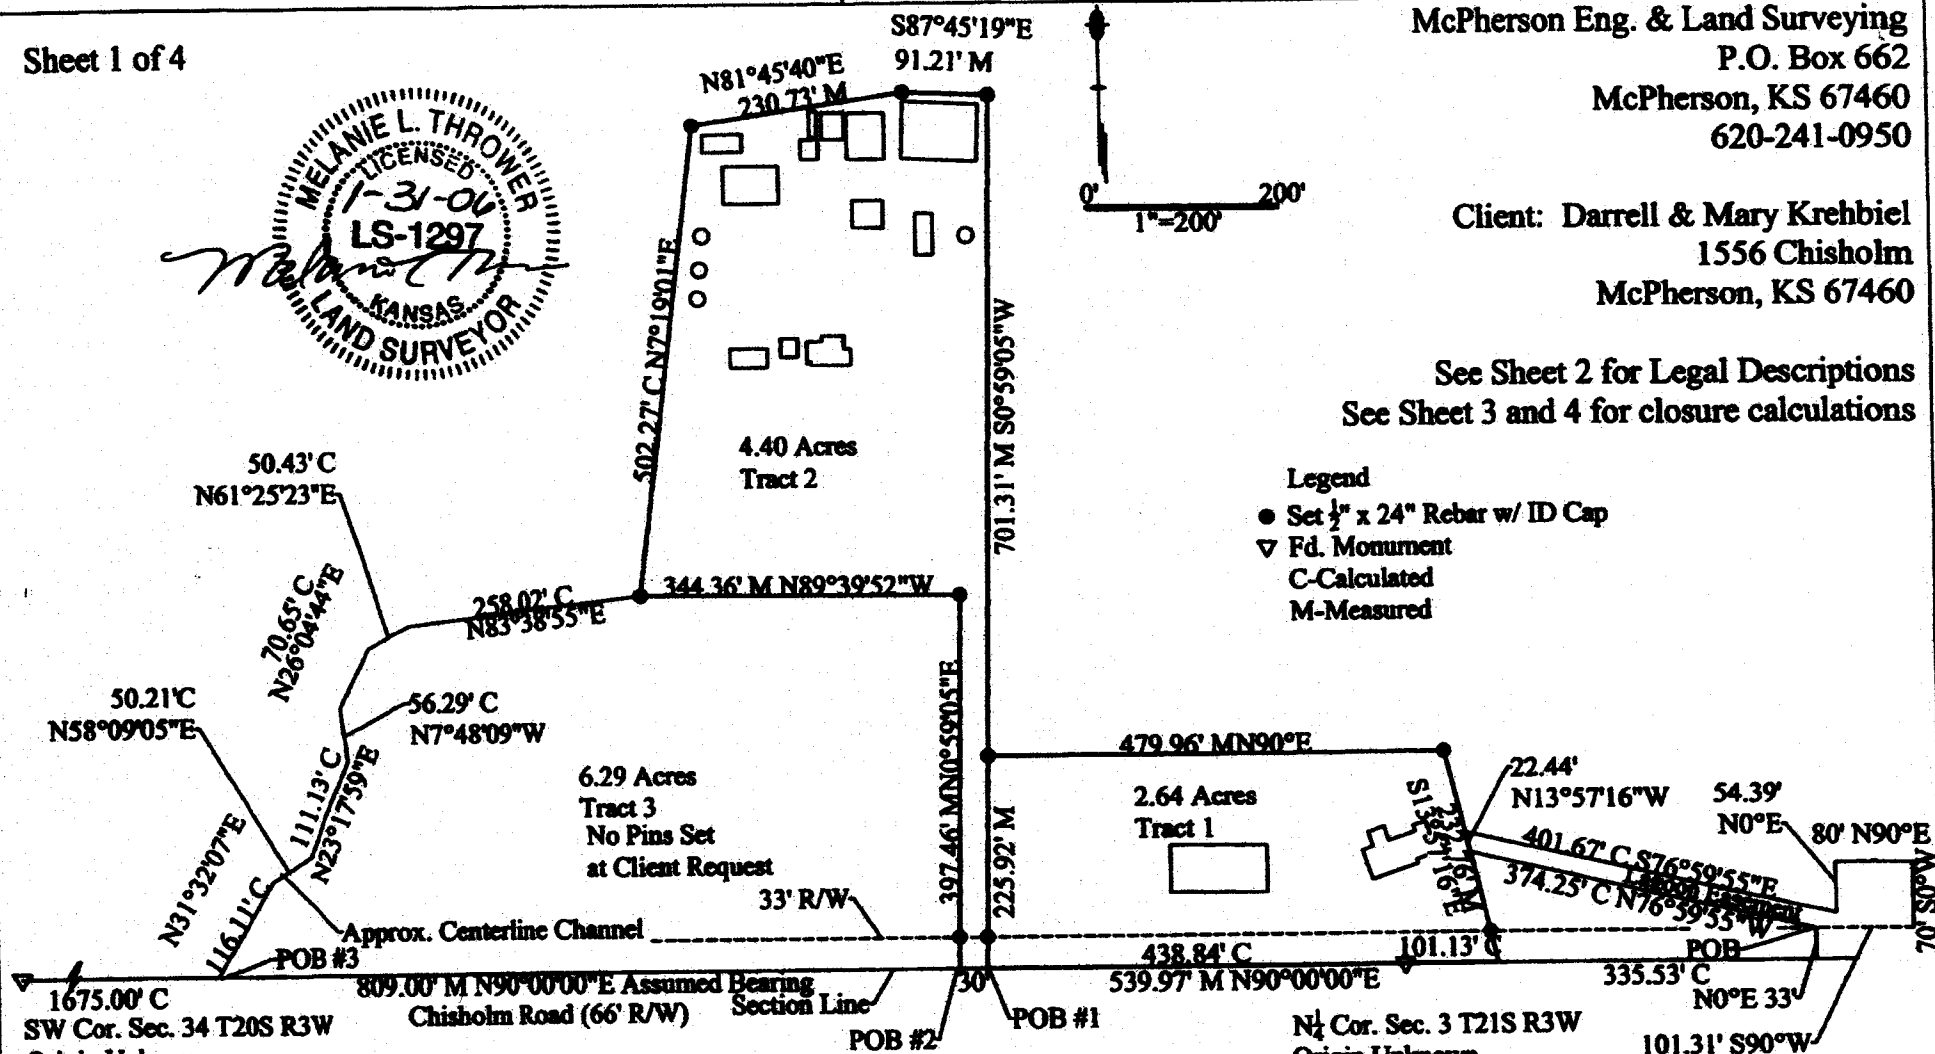 Sheet 1 of 4
MELANIE L. THROWER
LICENSED
1-31-06
LS-1297
KANSAS
LAND SURVEYOR
S87°45'19"E
91.21' M
N81°45'40"E
230.73' M
McPherson Eng. & Land Surveying
P.O. Box 662
McPherson, KS 67460
620-241-0950
0'
200'
1"=200'
Client: Darrell & Mary Krehbiel
1556 Chisholm
McPherson, KS 67460
See Sheet 2 for Legal Descriptions
See Sheet 3 and 4 for closure calculations
Legend
Set ½" x 24" Rebar w/ ID Cap
Fd. Monument
C-Calculated
M-Measured
502.27' C N7°19'01"E
701.31' M S0°59'05"W
4.40 Acres
Tract 2
50.43' C
N61°25'23"E
70.65' C
N26°04'44"E
258.02' C
N83°38'55"E
344.36' M N89°39'52"W
50.21'C
N58°09'05"E
56.29' C
N7°48'09"W
111.13' C
N23°17'59"E
N31°32'07"E
116.11' C
6.29 Acres
Tract 3
No Pins Set
at Client Request
33' R/W
397.46' MN0°59'05"E
225.92' M
479.96' MN90°E
2.64 Acres
Tract 1
22.44'
N13°57'16"W
54.39'
N0°E
80' N90°E
70' S0°W
401.67' C S76°59'55"E
374.25' C N76°59'55"W
Easement
POB
Approx. Centerline Channel
POB #3
438.84' C
101.13' C
1675.00' C
809.00' M N90°00'00"E Assumed Bearing
Section Line
30'
539.97' M N90°00'00"E
335.53' C
N0°E 33'
SW Cor. Sec. 34 T20S R3W
Chisholm Road (66' R/W)
POB #2
POB #1
N¼ Cor. Sec. 3 T21S R3W
Origin Unknown
101.31' S90°W